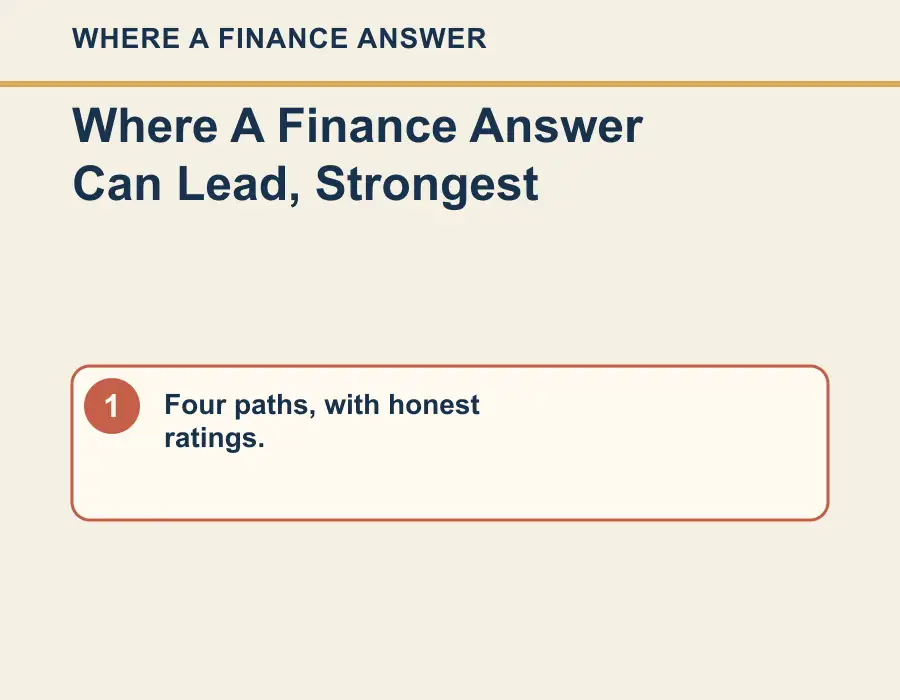 WHERE A FINANCE ANSWER
Where A Finance Answer
Can Lead, Strongest
1
Four paths, with honest
ratings.